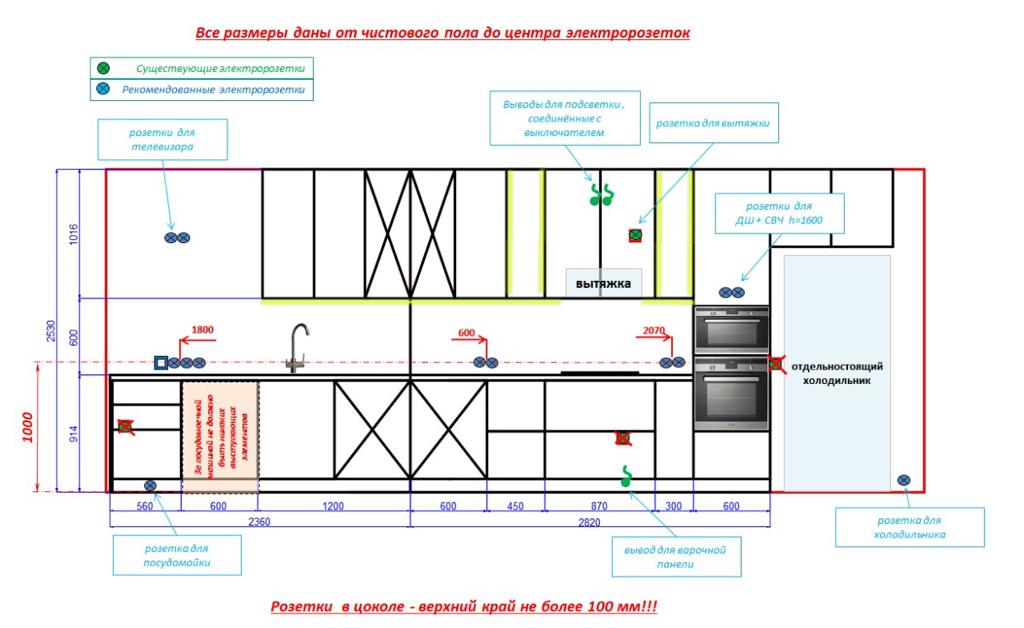 Все размеры даны от чистового пола до центра электророзеток
Существующие электророзетки
Рекомендованные электророзетки
розетки для
телевизора
Выводы для подсветки,
соединённые с
выключателем
розетка для вытяжки
розетки для
ДШ + СВЧ h=1600
вытяжка
1016
2530
600
914
1000
1800
600
2070
отдельностоящий
холодильник
За посудомоечной
машиной не должно
быть никаких
выступающих
элементов
560
600
1200
600
450
870
300
600
2360
2820
розетка для
посудомойки
вывод для варочной
панели
розетка для
холодильника
Розетки в цоколе - верхний край не более 100 мм!!!